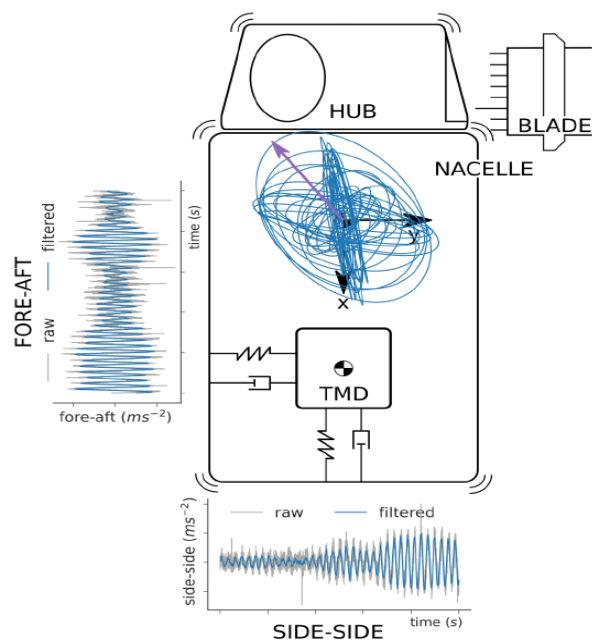 HUB
BLADE
NACELLE
y
x
TMD
FORE-AFT
raw filtered
time (s)
fore-aft (ms⁻²)
side-side (ms⁻²)
raw filtered
time (s)
SIDE-SIDE